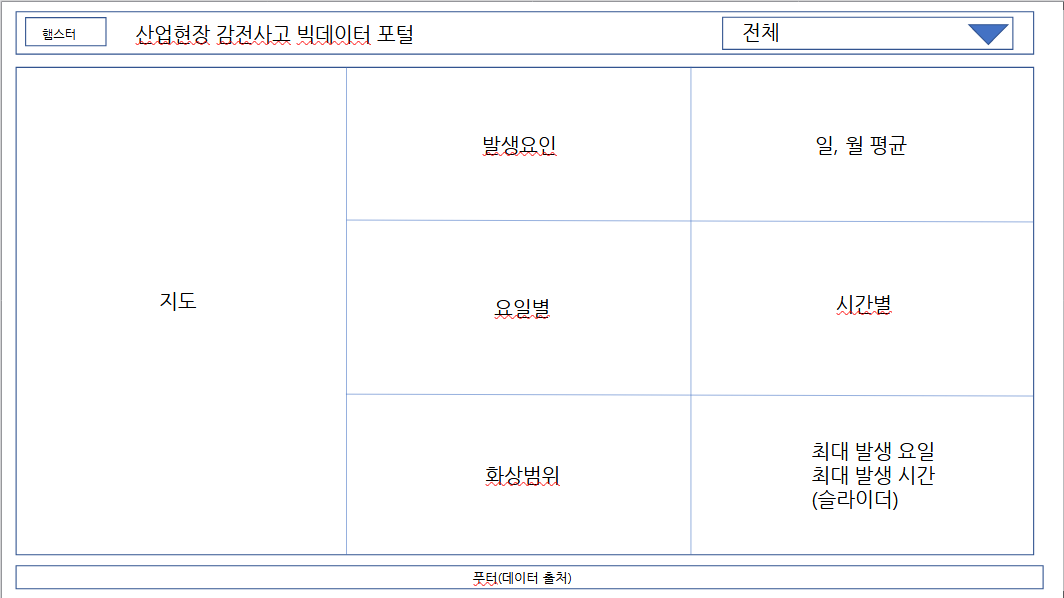 햄스터
산업현장 감전사고 빅데이터 포털
전체
지도
발생요인
일, 월 평균
요일별
시간별
화상범위
최대 발생 요일
최대 발생 시간
(슬라이더)
풋터(데이터 출처)